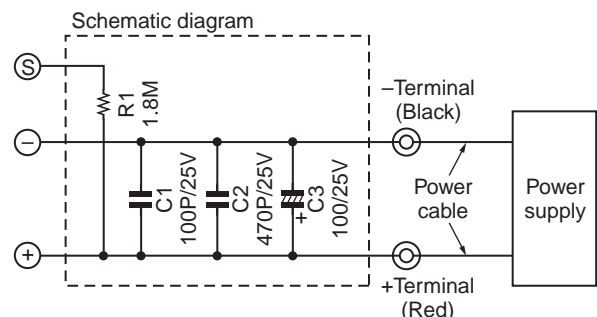 Schematic diagram
S
R1
1.8M
–Terminal
(Black)
–
C1
100P/25V
C2
470P/25V
+
C3
100/25V
Power
cable
Power
supply
+
+Terminal
(Red)